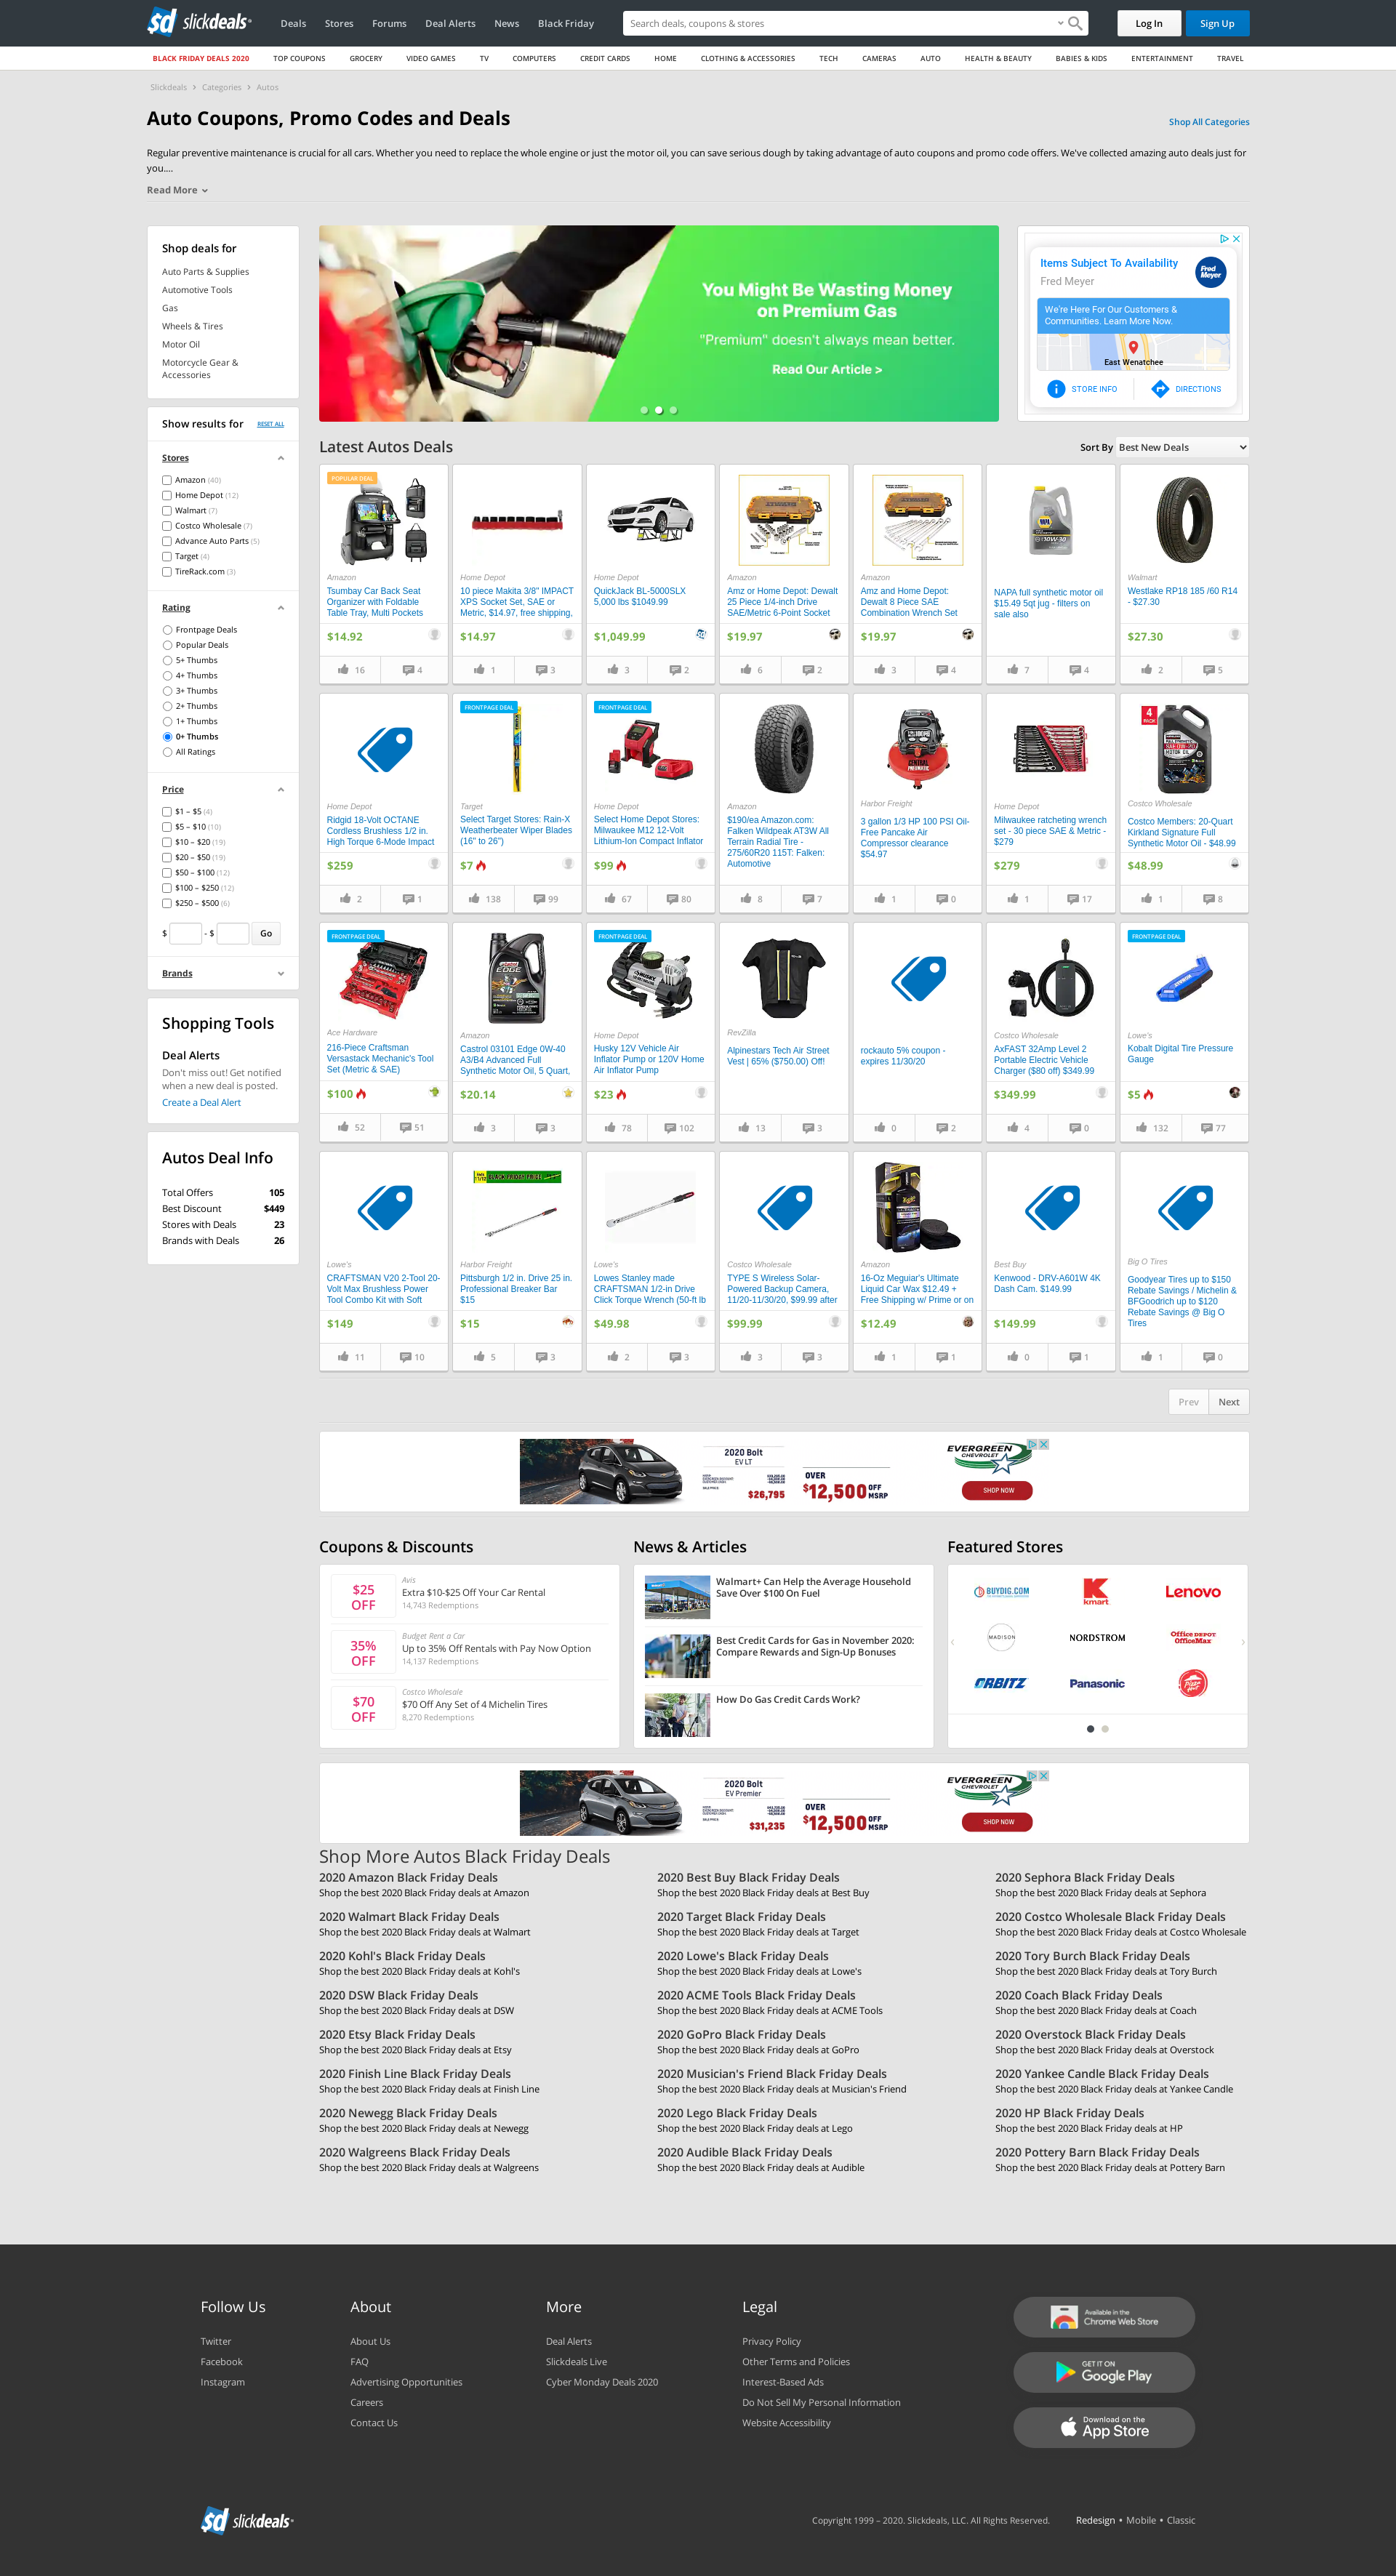 slickdeals
Deals
Stores
Forums
Deal Alerts
News
Black Friday
Search deals, coupons & stores
Log In
Sign Up
BLACK FRIDAY DEALS 2020
TOP COUPONS
GROCERY
VIDEO GAMES
TV
COMPUTERS
CREDIT CARDS
HOME
CLOTHING & ACCESSORIES
TECH
CAMERAS
AUTO
HEALTH & BEAUTY
BABIES & KIDS
ENTERTAINMENT
TRAVEL
Slickdeals › Categories › Autos
Auto Coupons, Promo Codes and Deals
Shop All Categories
Regular preventive maintenance is crucial for all cars. Whether you need to replace the whole engine or just the motor oil, you can save serious dough by taking advantage of auto coupons and promo code offers. We've collected amazing auto deals just for
you....
Read More
Shop deals for
Auto Parts & Supplies
Automotive Tools
Gas
Wheels & Tires
Motor Oil
Motorcycle Gear &
Accessories
Show results for
RESET ALL
Stores
Amazon (40)
Home Depot (12)
Walmart (7)
Costco Wholesale (7)
Advance Auto Parts (5)
Target (4)
TireRack.com (3)
Rating
Frontpage Deals
Popular Deals
5+ Thumbs
4+ Thumbs
3+ Thumbs
2+ Thumbs
1+ Thumbs
0+ Thumbs
All Ratings
Price
$1 – $5 (4)
$5 – $10 (10)
$10 – $20 (19)
$20 – $50 (19)
$50 – $100 (12)
$100 – $250 (12)
$250 – $500 (6)
$ - $ Go
Brands
Shopping Tools
Deal Alerts
Don't miss out! Get notified
when a new deal is posted.
Create a Deal Alert
Autos Deal Info
Total Offers 105
Best Discount $449
Stores with Deals 23
Brands with Deals 26
You Might be Wasting Money
on Premium Gas
"Premium" doesn't always mean better.
Read Our Article >
Items Subject To Availability
Fred Meyer
Fred Meyer
We're Here For Our Customers &
Communities. Learn More Now.
East Wenatchee
STORE INFO
DIRECTIONS
Latest Autos Deals
Sort By Best New Deals
POPULAR DEAL
Amazon
Tsumbay Car Back Seat
Organizer with Foldable
Table Tray, Multi Pockets
$14.92
16 4
Home Depot
10 piece Makita 3/8" IMPACT
XPS Socket Set, SAE or
Metric, $14.97, free shipping,
$14.97
1 3
Home Depot
QuickJack BL-5000SLX
5,000 lbs $1049.99
$1,049.99
3 2
Amazon
Amz or Home Depot: Dewalt
25 Piece 1/4-inch Drive
SAE/Metric 6-Point Socket
$19.97
6 2
Amazon
Amz and Home Depot:
Dewalt 8 Piece SAE
Combination Wrench Set
$19.97
3 4
NAPA full synthetic motor oil
$15.49 5qt jug - filters on
sale also
7 4
Walmart
Westlake RP18 185 /60 R14
- $27.30
$27.30
2 5
Home Depot
Ridgid 18-Volt OCTANE
Cordless Brushless 1/2 in.
High Torque 6-Mode Impact
$259
2 1
FRONTPAGE DEAL
Target
Select Target Stores: Rain-X
Weatherbeater Wiper Blades
(16" to 26")
$7
138 99
FRONTPAGE DEAL
Home Depot
Select Home Depot Stores:
Milwaukee M12 12-Volt
Lithium-Ion Compact Inflator
$99
67 80
Amazon
$190/ea Amazon.com:
Falken Wildpeak AT3W All
Terrain Radial Tire -
275/60R20 115T: Falken:
Automotive
8 7
Harbor Freight
3 gallon 1/3 HP 100 PSI Oil-
Free Pancake Air
Compressor clearance
$54.97
1 0
Home Depot
Milwaukee ratcheting wrench
set - 30 piece SAE & Metric -
$279
$279
1 17
4
PACK
Costco Wholesale
Costco Members: 20-Quart
Kirkland Signature Full
Synthetic Motor Oil - $48.99
$48.99
1 8
FRONTPAGE DEAL
Ace Hardware
216-Piece Craftsman
Versastack Mechanic's Tool
Set (Metric & SAE)
$100
52 51
Amazon
Castrol 03101 Edge 0W-40
A3/B4 Advanced Full
Synthetic Motor Oil, 5 Quart,
$20.14
3 3
FRONTPAGE DEAL
Home Depot
Husky 12V Vehicle Air
Inflator Pump or 120V Home
Air Inflator Pump
$23
78 102
RevZilla
Alpinestars Tech Air Street
Vest | 65% ($750.00) Off!
13 3
rockauto 5% coupon -
expires 11/30/20
0 2
Costco Wholesale
AxFAST 32Amp Level 2
Portable Electric Vehicle
Charger ($80 off) $349.99
$349.99
4 0
FRONTPAGE DEAL
Lowe's
Kobalt Digital Tire Pressure
Gauge
$5
132 77
Lowe's
CRAFTSMAN V20 2-Tool 20-
Volt Max Brushless Power
Tool Combo Kit with Soft
$149
11 10
Harbor Freight
Pittsburgh 1/2 in. Drive 25 in.
Professional Breaker Bar
$15
$15
5 3
Lowe's
Lowes Stanley made
CRAFTSMAN 1/2-in Drive
Click Torque Wrench (50-ft lb
$49.98
2 3
Costco Wholesale
TYPE S Wireless Solar-
Powered Backup Camera,
11/20-11/30/20, $99.99 after
$99.99
3 3
Amazon
16-Oz Meguiar's Ultimate
Liquid Car Wax $12.49 +
Free Shipping w/ Prime or on
$12.49
1 1
Best Buy
Kenwood - DRV-A601W 4K
Dash Cam. $149.99
$149.99
0 1
Big O Tires
Goodyear Tires up to $150
Rebate Savings / Michelin &
BFGoodrich up to $120
Rebate Savings @ Big O
Tires
1 0
Prev Next
2020 Bolt
EV LT
$26,795
OVER
$12,500 OFF MSRP
EVERGREEN
CHEVROLET
SHOP NOW
Coupons & Discounts
$25
OFF
Avis
Extra $10-$25 Off Your Car Rental
14,743 Redemptions
35%
OFF
Budget Rent a Car
Up to 35% Off Rentals with Pay Now Option
14,137 Redemptions
$70
OFF
Costco Wholesale
$70 Off Any Set of 4 Michelin Tires
8,270 Redemptions
News & Articles
Walmart+ Can Help the Average Household
Save Over $100 On Fuel
Best Credit Cards for Gas in November 2020:
Compare Rewards and Sign-Up Bonuses
How Do Gas Credit Cards Work?
Featured Stores
BUYDIG.COM
kmart
Lenovo
MADISON
NORDSTROM
Office DEPOT
OfficeMax
ORBITZ
Panasonic
Pizza Hut
2020 Bolt
EV Premier
$31,235
OVER
$12,500 OFF MSRP
EVERGREEN
CHEVROLET
SHOP NOW
Shop More Autos Black Friday Deals
2020 Amazon Black Friday Deals
Shop the best 2020 Black Friday deals at Amazon
2020 Best Buy Black Friday Deals
Shop the best 2020 Black Friday deals at Best Buy
2020 Sephora Black Friday Deals
Shop the best 2020 Black Friday deals at Sephora
2020 Walmart Black Friday Deals
Shop the best 2020 Black Friday deals at Walmart
2020 Target Black Friday Deals
Shop the best 2020 Black Friday deals at Target
2020 Costco Wholesale Black Friday Deals
Shop the best 2020 Black Friday deals at Costco Wholesale
2020 Kohl's Black Friday Deals
Shop the best 2020 Black Friday deals at Kohl's
2020 Lowe's Black Friday Deals
Shop the best 2020 Black Friday deals at Lowe's
2020 Tory Burch Black Friday Deals
Shop the best 2020 Black Friday deals at Tory Burch
2020 DSW Black Friday Deals
Shop the best 2020 Black Friday deals at DSW
2020 ACME Tools Black Friday Deals
Shop the best 2020 Black Friday deals at ACME Tools
2020 Coach Black Friday Deals
Shop the best 2020 Black Friday deals at Coach
2020 Etsy Black Friday Deals
Shop the best 2020 Black Friday deals at Etsy
2020 GoPro Black Friday Deals
Shop the best 2020 Black Friday deals at GoPro
2020 Overstock Black Friday Deals
Shop the best 2020 Black Friday deals at Overstock
2020 Finish Line Black Friday Deals
Shop the best 2020 Black Friday deals at Finish Line
2020 Musician's Friend Black Friday Deals
Shop the best 2020 Black Friday deals at Musician's Friend
2020 Yankee Candle Black Friday Deals
Shop the best 2020 Black Friday deals at Yankee Candle
2020 Newegg Black Friday Deals
Shop the best 2020 Black Friday deals at Newegg
2020 Lego Black Friday Deals
Shop the best 2020 Black Friday deals at Lego
2020 HP Black Friday Deals
Shop the best 2020 Black Friday deals at HP
2020 Walgreens Black Friday Deals
Shop the best 2020 Black Friday deals at Walgreens
2020 Audible Black Friday Deals
Shop the best 2020 Black Friday deals at Audible
2020 Pottery Barn Black Friday Deals
Shop the best 2020 Black Friday deals at Pottery Barn
Follow Us
Twitter
Facebook
Instagram
About
About Us
FAQ
Advertising Opportunities
Careers
Contact Us
More
Deal Alerts
Slickdeals Live
Cyber Monday Deals 2020
Legal
Privacy Policy
Other Terms and Policies
Interest-Based Ads
Do Not Sell My Personal Information
Website Accessibility
Available in the
Chrome Web Store
GET IT ON
Google Play
Download on the
App Store
slickdeals
Copyright 1999 – 2020. Slickdeals, LLC. All Rights Reserved.
Redesign • Mobile • Classic